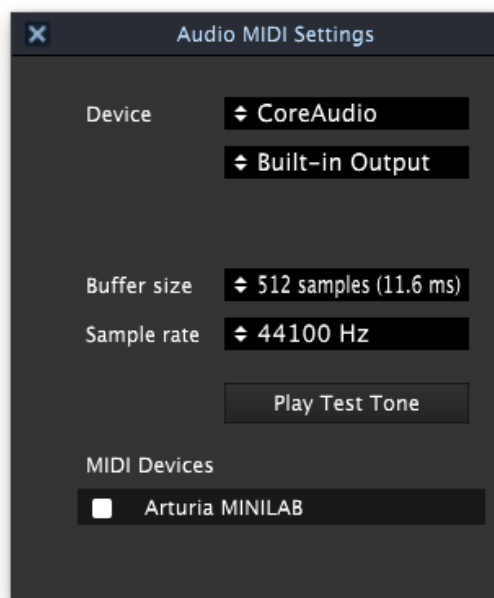 Audio MIDI Settings
Device
CoreAudio
Built-in Output
Buffer size
512 samples (11.6 ms)
Sample rate
44100 Hz
Play Test Tone
MIDI Devices
Arturia MINILAB